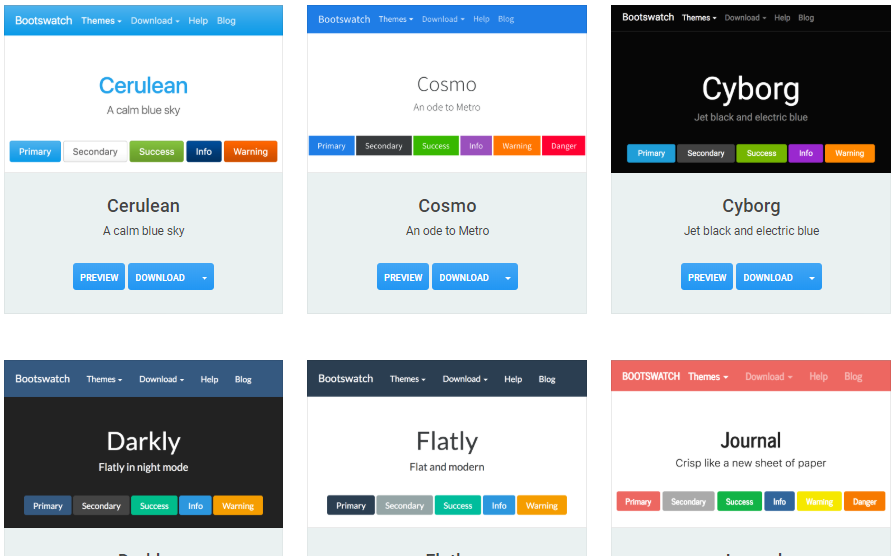 Bootswatch Themes Download Help Blog
Cerulean
A calm blue sky
Primary Secondary Success Info Warning
Cerulean
A calm blue sky
PREVIEW DOWNLOAD
Bootswatch Themes Download Help Blog
Cosmo
An ode to Metro
Primary Secondary Success Info Warning Danger
Cosmo
An ode to Metro
PREVIEW DOWNLOAD
Bootswatch Themes Download Help Blog
Cyborg
Jet black and electric blue
Primary Secondary Success Info Warning
Cyborg
Jet black and electric blue
PREVIEW DOWNLOAD
Bootswatch Themes Download Help Blog
Darkly
Flatly in night mode
Primary Secondary Success Info Warning
Bootswatch Themes Download Help Blog
Flatly
Flat and modern
Primary Secondary Success Info Warning
BOOTSWATCH Themes Download Help Blog
Journal
Crisp like a new sheet of paper
Primary Secondary Success Info Warning Danger